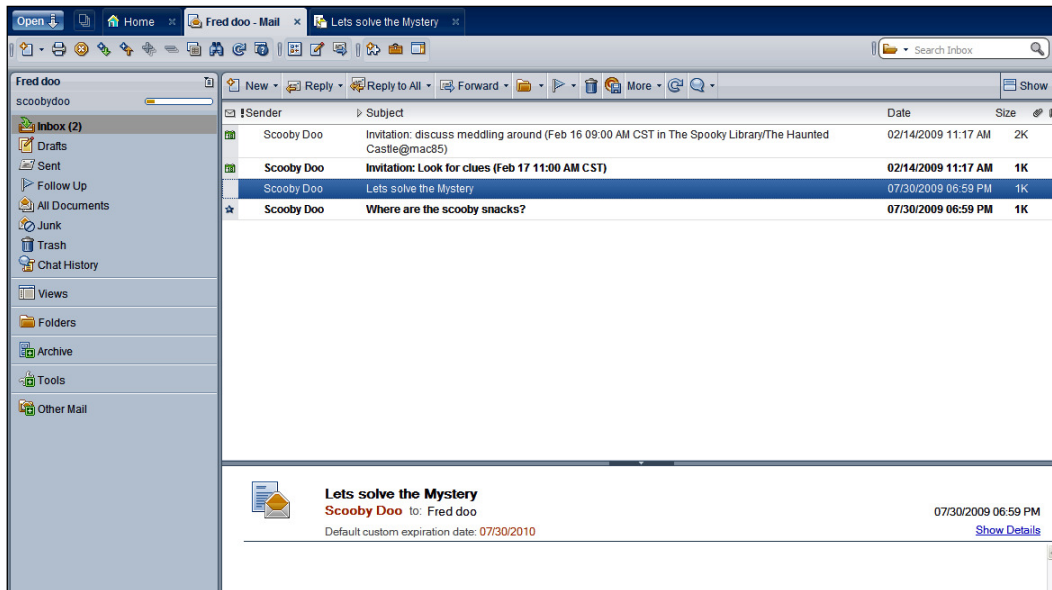 Open
Home
Fred doo - Mail
Lets solve the Mystery
Search Inbox
Fred doo
scoobydoo
Inbox (2)
Drafts
Sent
Follow Up
All Documents
Junk
Trash
Chat History
Views
Folders
Archive
Tools
Other Mail
New Reply Reply to All Forward More Show
! Sender Subject Date Size
Scooby Doo Invitation: discuss meddling around (Feb 16 09:00 AM CST in The Spooky Library/The Haunted 02/14/2009 11:17 AM 2K
Castle@mac85)
Scooby Doo Invitation: Look for clues (Feb 17 11:00 AM CST) 02/14/2009 11:17 AM 1K
Scooby Doo Lets solve the Mystery 07/30/2009 06:59 PM 1K
Scooby Doo Where are the scooby snacks? 07/30/2009 06:59 PM 1K
Lets solve the Mystery
Scooby Doo to: Fred doo 07/30/2009 06:59 PM
Default custom expiration date: 07/30/2010 Show Details